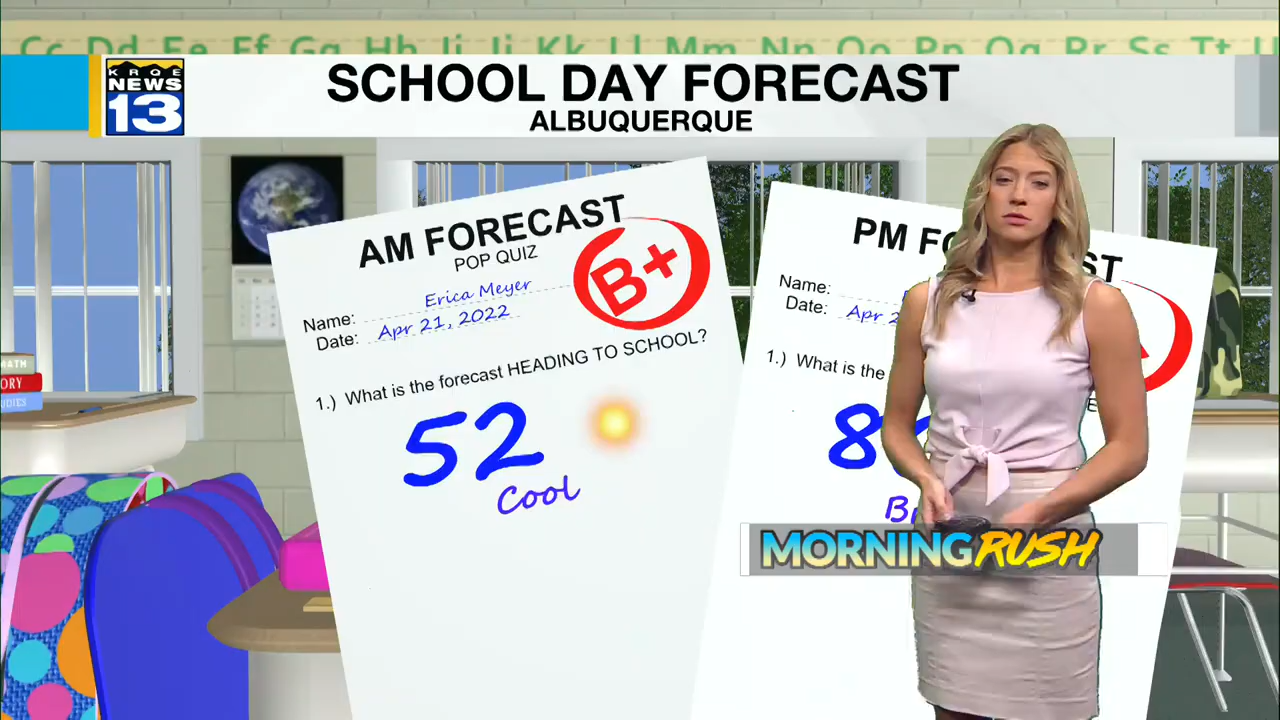 Cc Dd Ee Ff Gg Hh Ii Jj Kk Ll Mm Nn Oo Pp Qq Rr Ss Tt
KRQE
NEWS
13
SCHOOL DAY FORECAST
ALBUQUERQUE
AM FORECAST
POP QUIZ
B+
Name: Erica Meyer
Date: Apr 21, 2022
1.) What is the forecast HEADING TO SCHOOL?
52
Cool
PM
Name:
Date: Apr
1.) What is the
MATH
MORNING RUSH